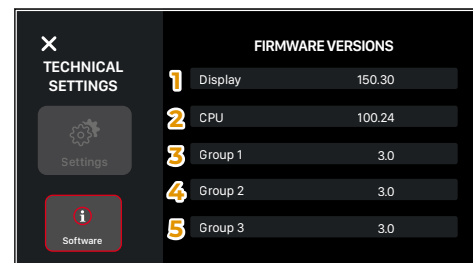 TECHNICAL
SETTINGS
Settings
Software
FIRMWARE VERSIONS
1 Display 150.30
2 CPU 100.24
3 Group 1 3.0
4 Group 2 3.0
5 Group 3 3.0